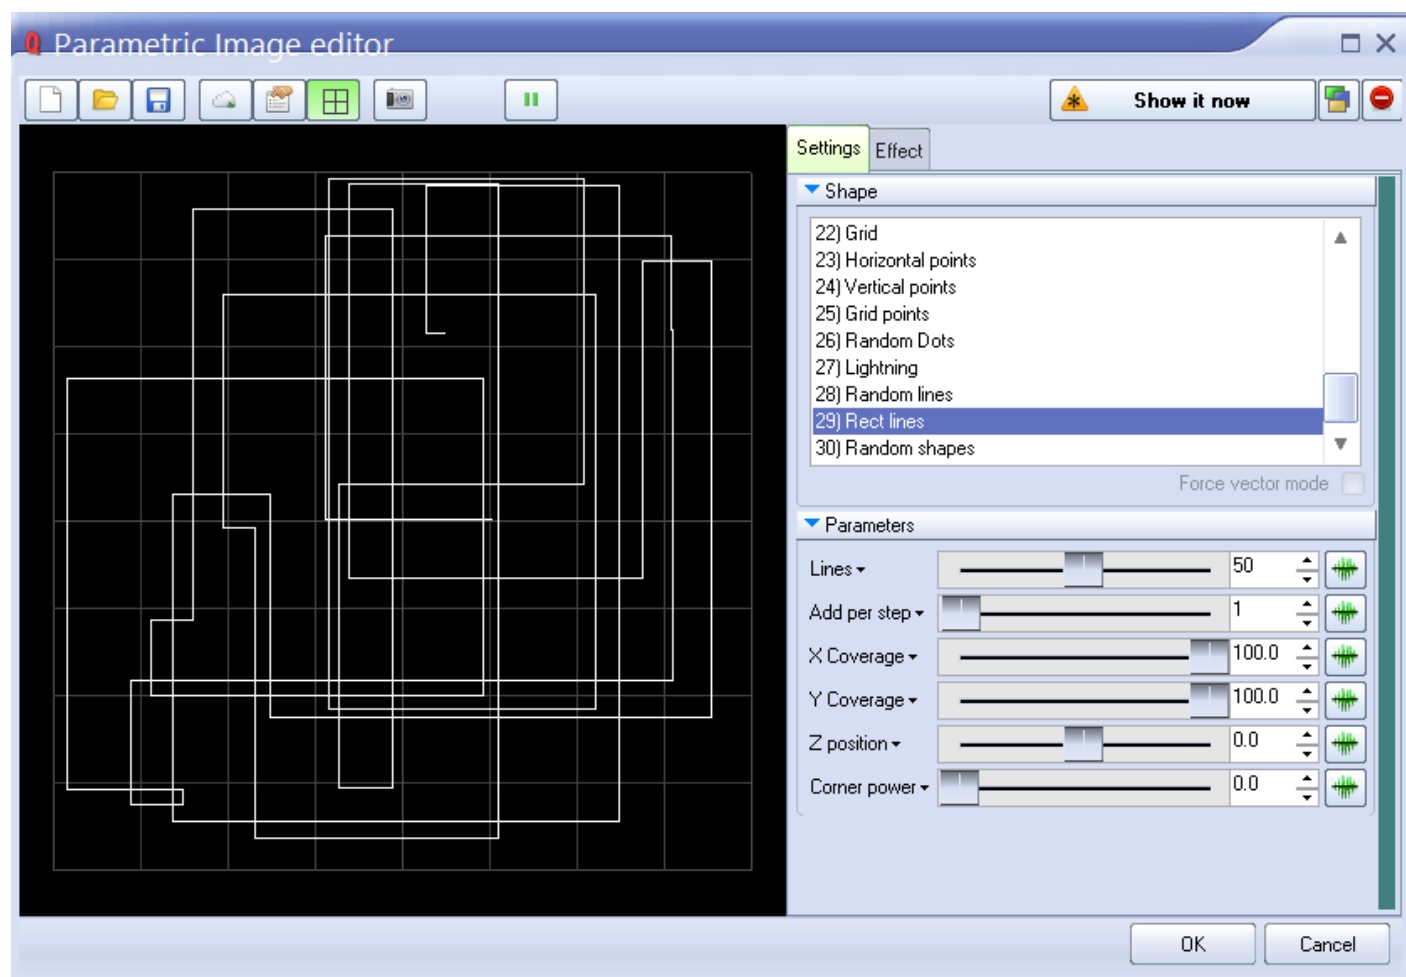 Parametric Image editor
Show it now
Settings Effect
Shape
22) Grid
23) Horizontal points
24) Vertical points
25) Grid points
26) Random Dots
27) Lightning
28) Random lines
29) Rect lines
30) Random shapes
Force vector mode
Parameters
Lines 50
Add per step 1
X Coverage 100.0
Y Coverage 100.0
Z position 0.0
Corner power 0.0
OK Cancel